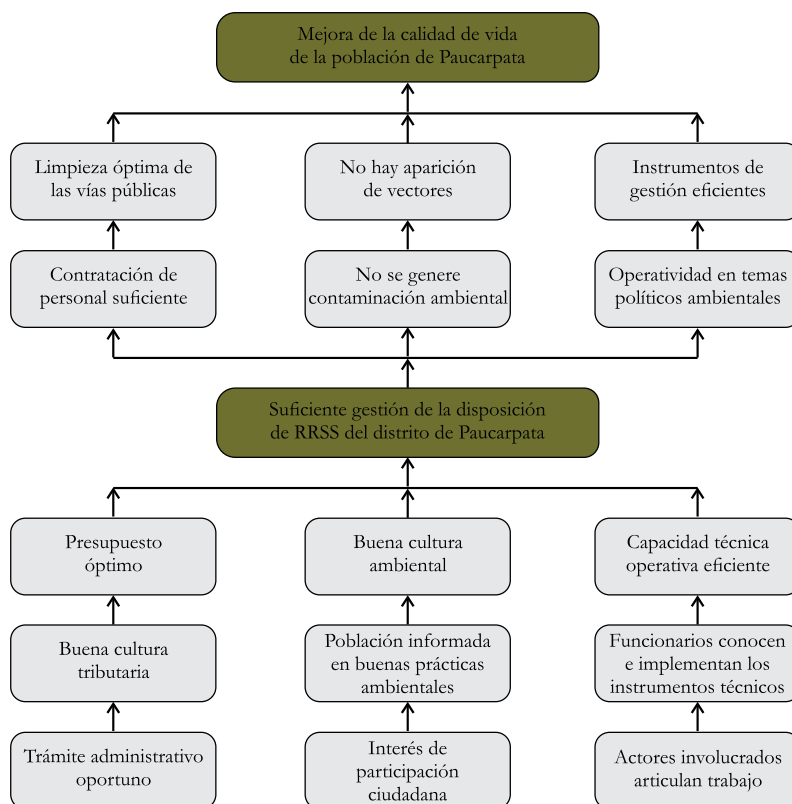 Mejora de la calidad de vida
de la población de Paucarpata
Limpieza óptima de
las vías públicas
No hay aparición
de vectores
Instrumentos de
gestión eficientes
Contratación de
personal suficiente
No se genere
contaminación ambiental
Operatividad en temas
políticos ambientales
Suficiente gestión de la disposición
de RRSS del distrito de Paucarpata
Presupuesto
óptimo
Buena cultura
ambiental
Capacidad técnica
operativa eficiente
Buena cultura
tributaria
Población informada
en buenas prácticas
ambientales
Funcionarios conocen
e implementan los
instrumentos técnicos
Trámite administrativo
oportuno
Interés de
participación
ciudadana
Actores involucrados
articulan trabajo